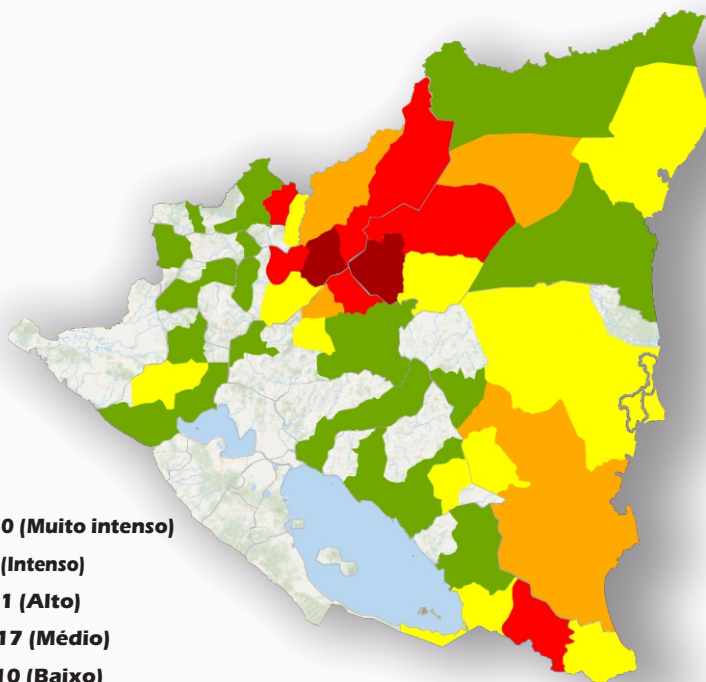 0 (Muito intenso)
(Intenso)
1 (Alto)
17 (Médio)
10 (Baixo)